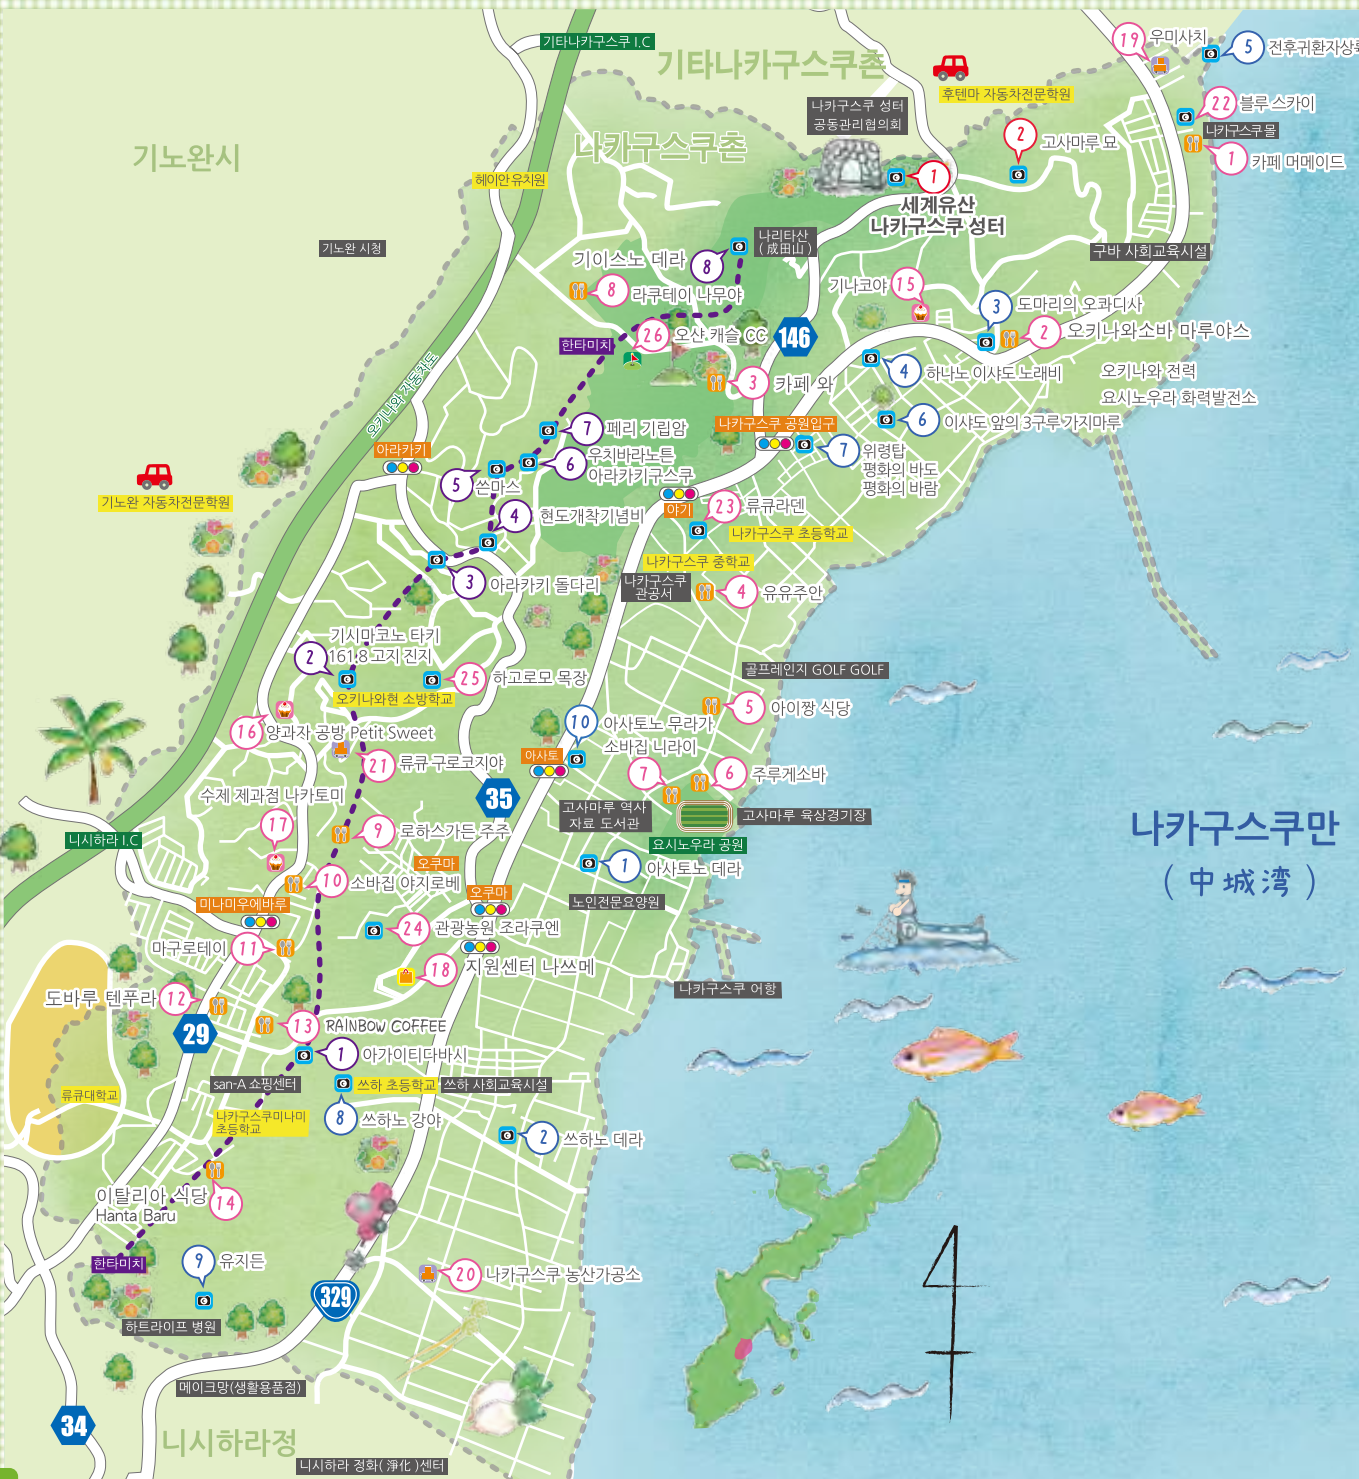 기타나카구스쿠 I.C
기타나카구스쿠촌
19
우미사치
5
22
블루 스카이
나카구스쿠 몰
1
카페 머메이드
후텐마 자동차전문학원
나카구스쿠 성터
공동관리협의회
2
고사마루 묘
나카구스쿠촌
기노완시
헤이안 유치원
1
세계유산
나카구스쿠 성터
기노완 시청
나리타산
(成田山)
구바 사회교육시설
기이스노 데라
8
8
라쿠테이 나무야
기나코야
15
3
도마리의 오콰디사
2
오키나와소바 마루야스
한타미치
26
오샨 캐슬 CC
146
오키나와 자동차도
3
카페 와
4
하나노 이샤도 노래비
오키나와 전력
요시노우라 화력발전소
나카구스쿠 공원입구
6
이샤도 앞의 3구루 가지마루
7
페리 기립암
7
위령탑
평화의 바도
평화의 바람
아라카키
6
우치바라노튼
아라카키구스쿠
5
쓴마스
기노완 자동차전문학원
야기
23
류큐라덴
4
현도개착기념비
나카구스쿠 초등학교
나카구스쿠 중학교
3
아라카키 돌다리
나카구스쿠
관공서
4
유유주안
기시마코노 타키
2
161.8 고지 진지
25
하고로모 목장
골프레인지 GOLF GOLF
오키나와현 소방학교
5
아이짱 식당
16
양과자 공방 Petit Sweet
10
아사토노 무라가
소바집 니라이
21
류큐 구로코지야
아사토
7
6
주루게소바
수제 제과점 나카토미
35
17
고사마루 역사
자료 도서관
고사마루 육상경기장
나카구스쿠만
(中城湾)
니시하라 I.C
9
로하스가든 주주
요시노우라 공원
오쿠마
1
아사토노 데라
10
소바집 야지로베
오쿠마
노인전문요양원
미나미우에바루
24
관광농원 조라쿠엔
마구로테이
11
18
지원센터 나쓰메
나카구스쿠 어항
도바루 텐푸라
12
29
13
RAINBOW COFFEE
1
아가이티다바시
san-A 쇼핑센터
쓰하 초등학교
쓰하 사회교육시설
류큐대학교
나카구스쿠미나미
초등학교
8
쓰하노 강야
2
쓰하노 데라
이탈리아 식당
Hanta Baru
14
한타미치
9
유지든
20
나카구스쿠 농산가공소
329
하트라이프 병원
메이크망(생활용품점)
34
니시하라정
니시하라 정화(淨化)센터